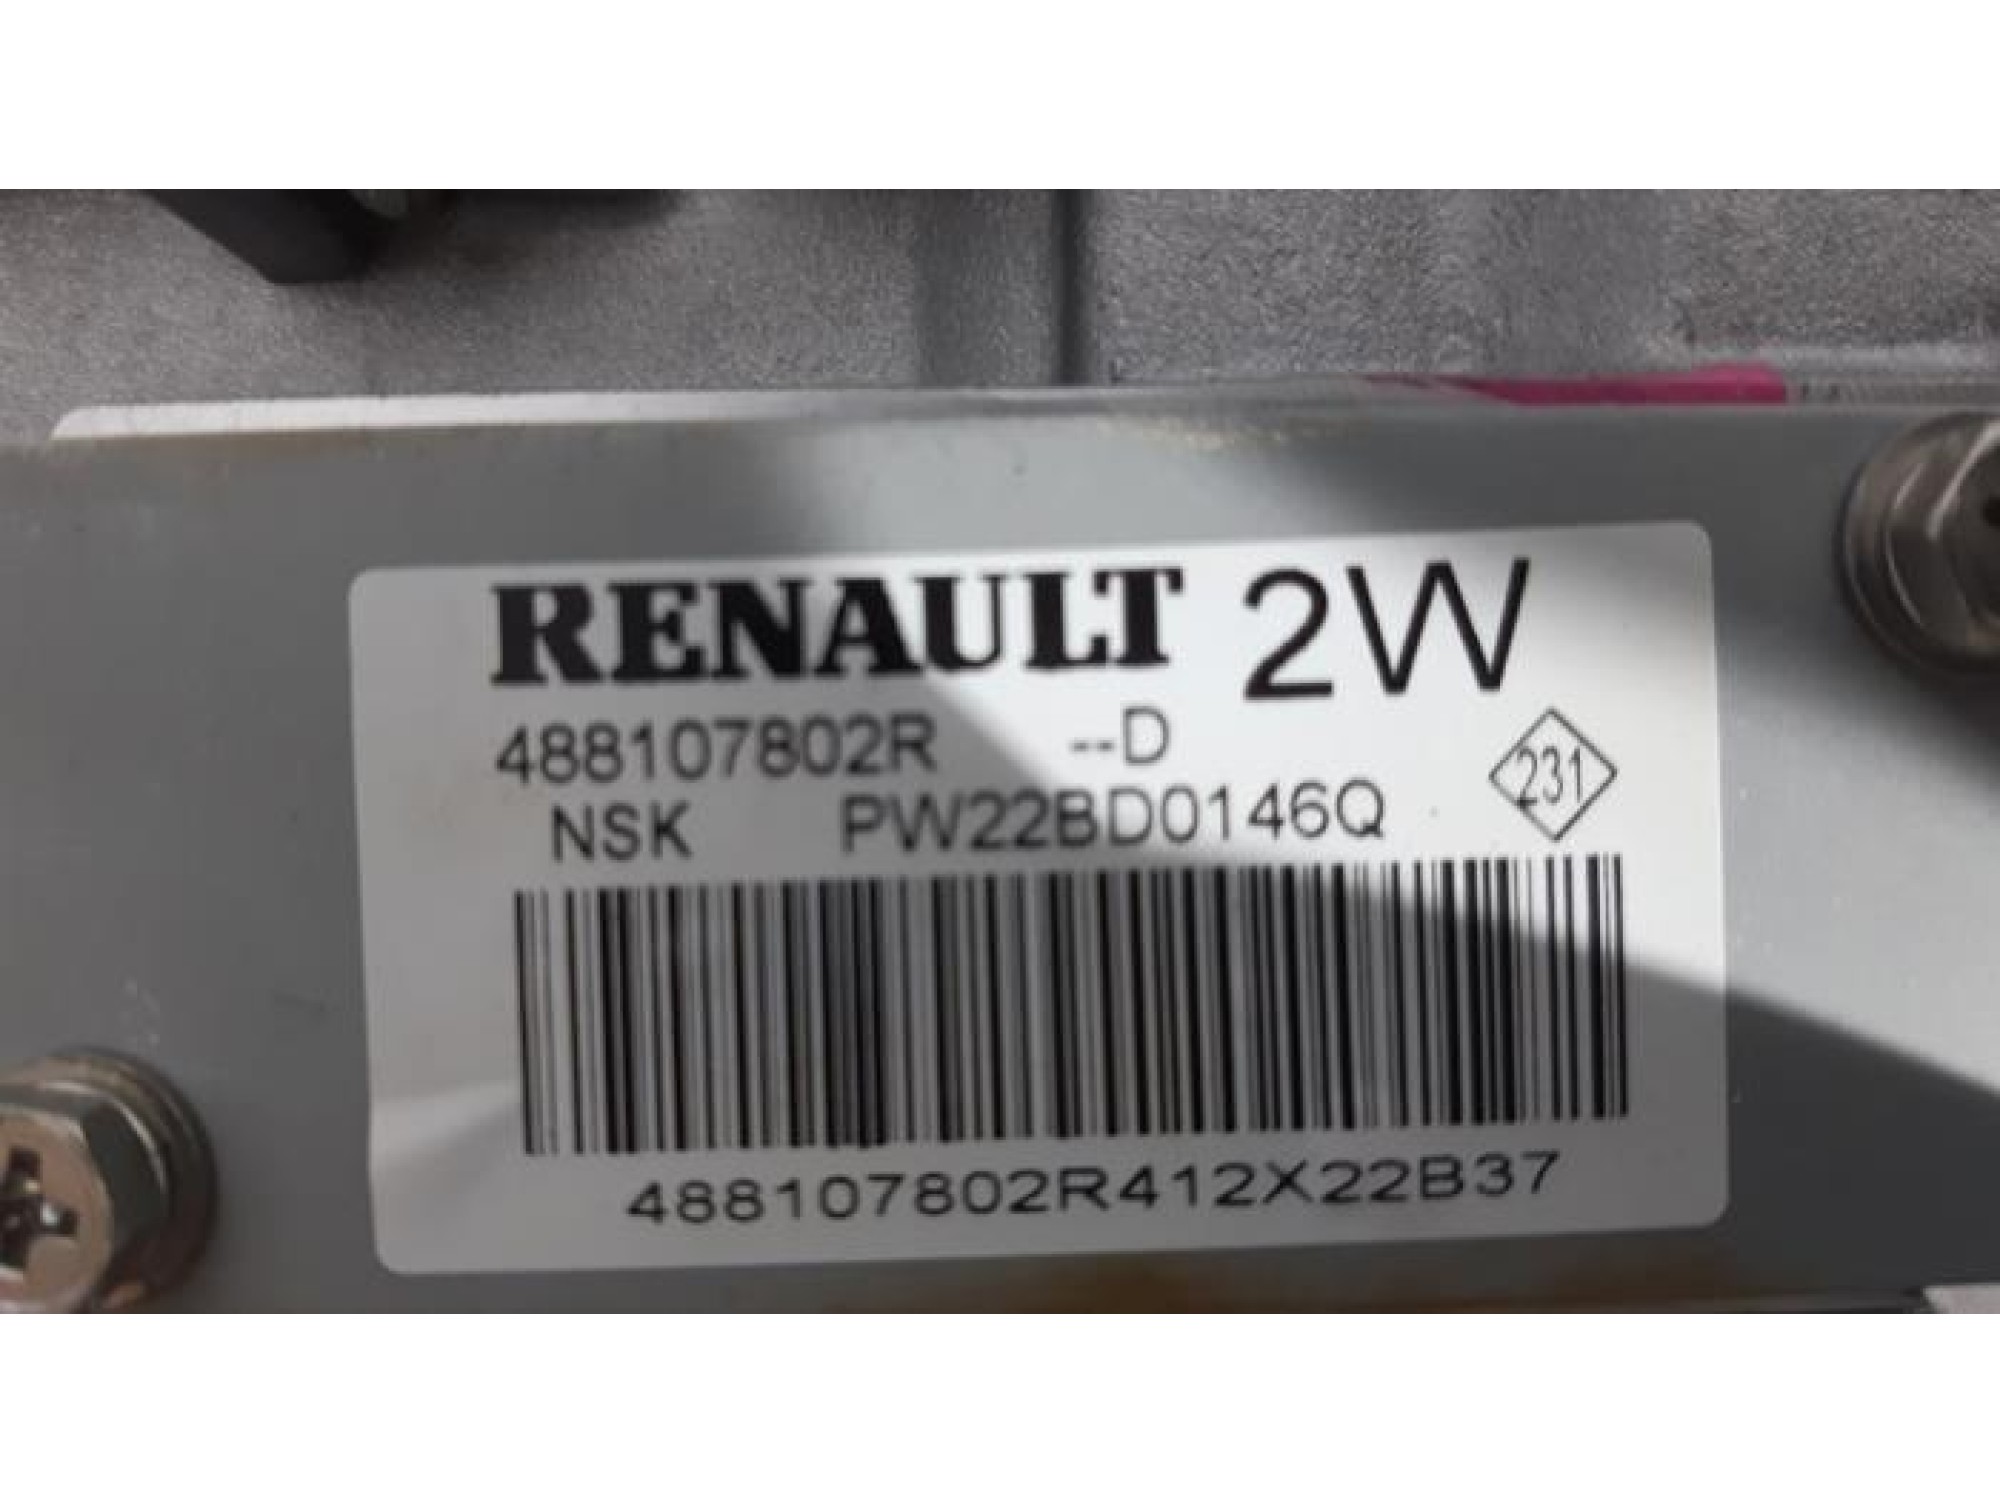 RENAULT 2W
488107802R --D
231
NSK PW22BD0146Q
488107802R412X22B37